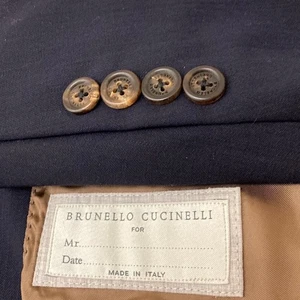 BRUNELLO CUCINELLI
FOR
Mr.
Date
MADE IN ITALY